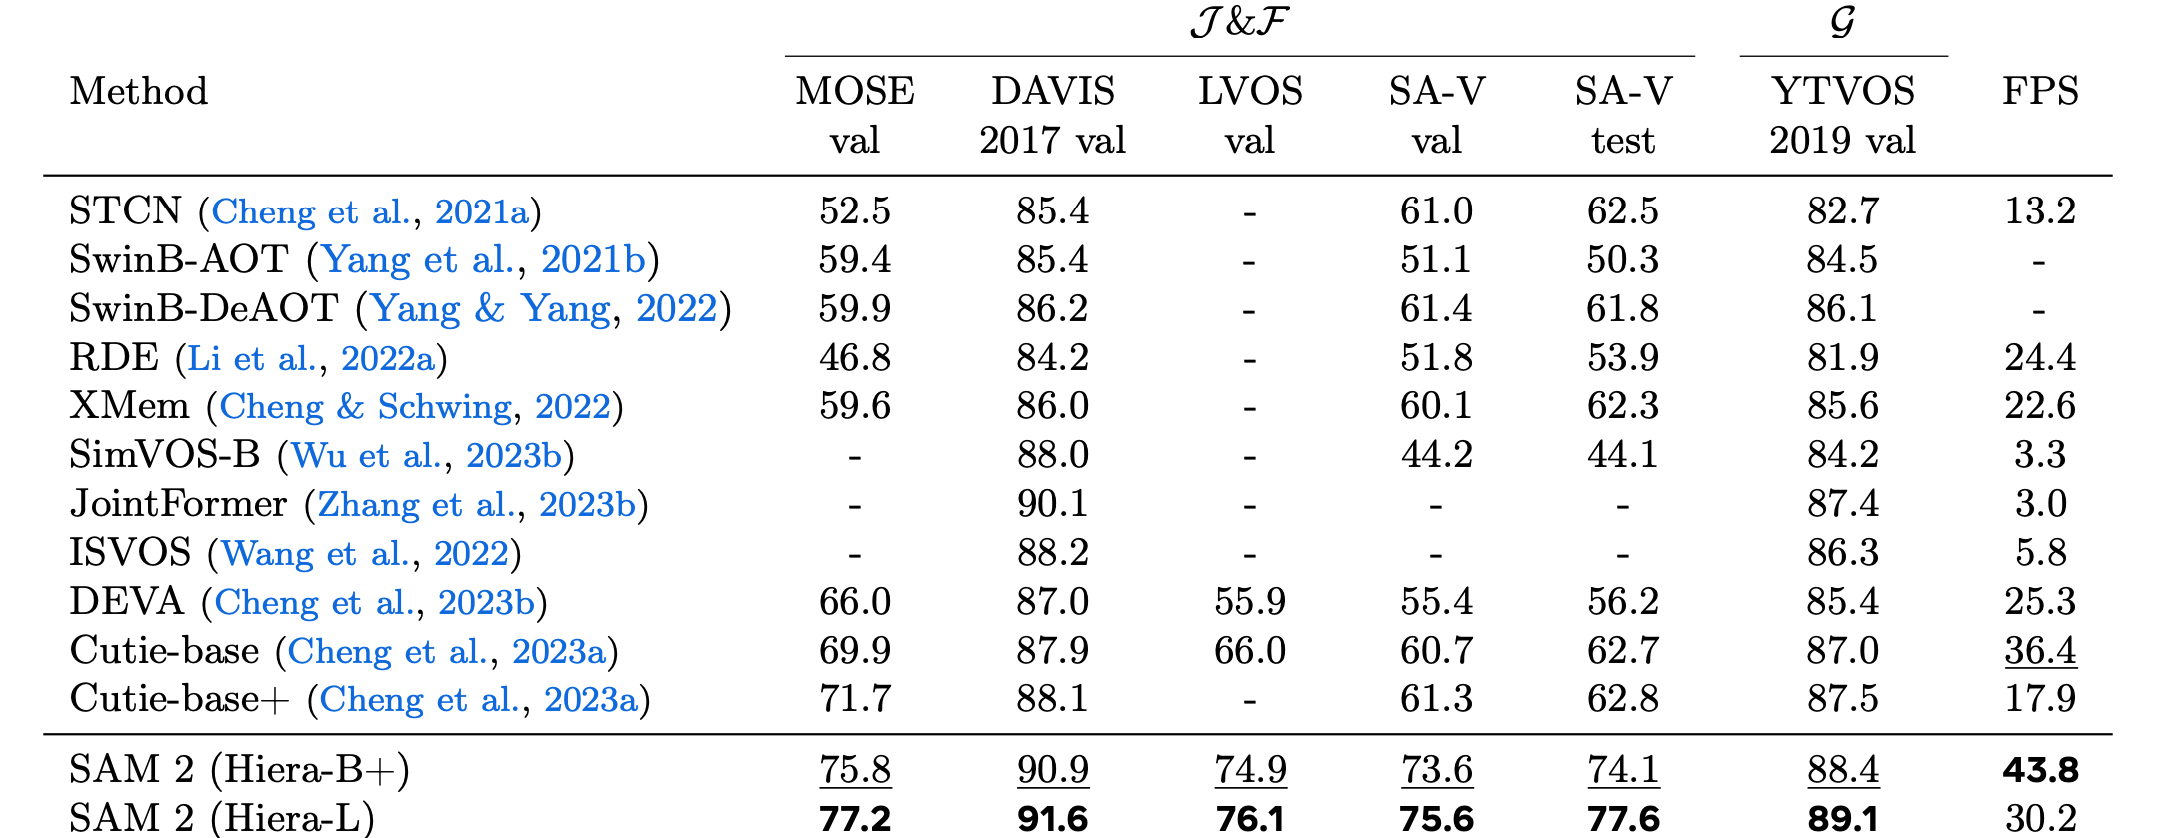 𝒥&ℱ 𝒢
Method MOSE DAVIS LVOS SA-V SA-V YTVOS FPS
val 2017 val val val test 2019 val
STCN (Cheng et al., 2021a) 52.5 85.4 - 61.0 62.5 82.7 13.2
SwinB-AOT (Yang et al., 2021b) 59.4 85.4 - 51.1 50.3 84.5 -
SwinB-DeAOT (Yang & Yang, 2022) 59.9 86.2 - 61.4 61.8 86.1 -
RDE (Li et al., 2022a) 46.8 84.2 - 51.8 53.9 81.9 24.4
XMem (Cheng & Schwing, 2022) 59.6 86.0 - 60.1 62.3 85.6 22.6
SimVOS-B (Wu et al., 2023b) - 88.0 - 44.2 44.1 84.2 3.3
JointFormer (Zhang et al., 2023b) - 90.1 - - - 87.4 3.0
ISVOS (Wang et al., 2022) - 88.2 - - - 86.3 5.8
DEVA (Cheng et al., 2023b) 66.0 87.0 55.9 55.4 56.2 85.4 25.3
Cutie-base (Cheng et al., 2023a) 69.9 87.9 66.0 60.7 62.7 87.0 36.4
Cutie-base+ (Cheng et al., 2023a) 71.7 88.1 - 61.3 62.8 87.5 17.9
SAM 2 (Hiera-B+) 75.8 90.9 74.9 73.6 74.1 88.4 43.8
SAM 2 (Hiera-L) 77.2 91.6 76.1 75.6 77.6 89.1 30.2